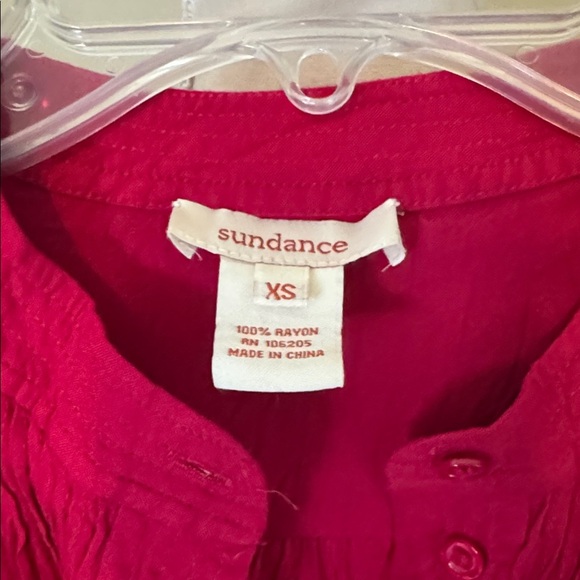 sundance
XS
100% RAYON
RN 106205
MADE IN CHINA